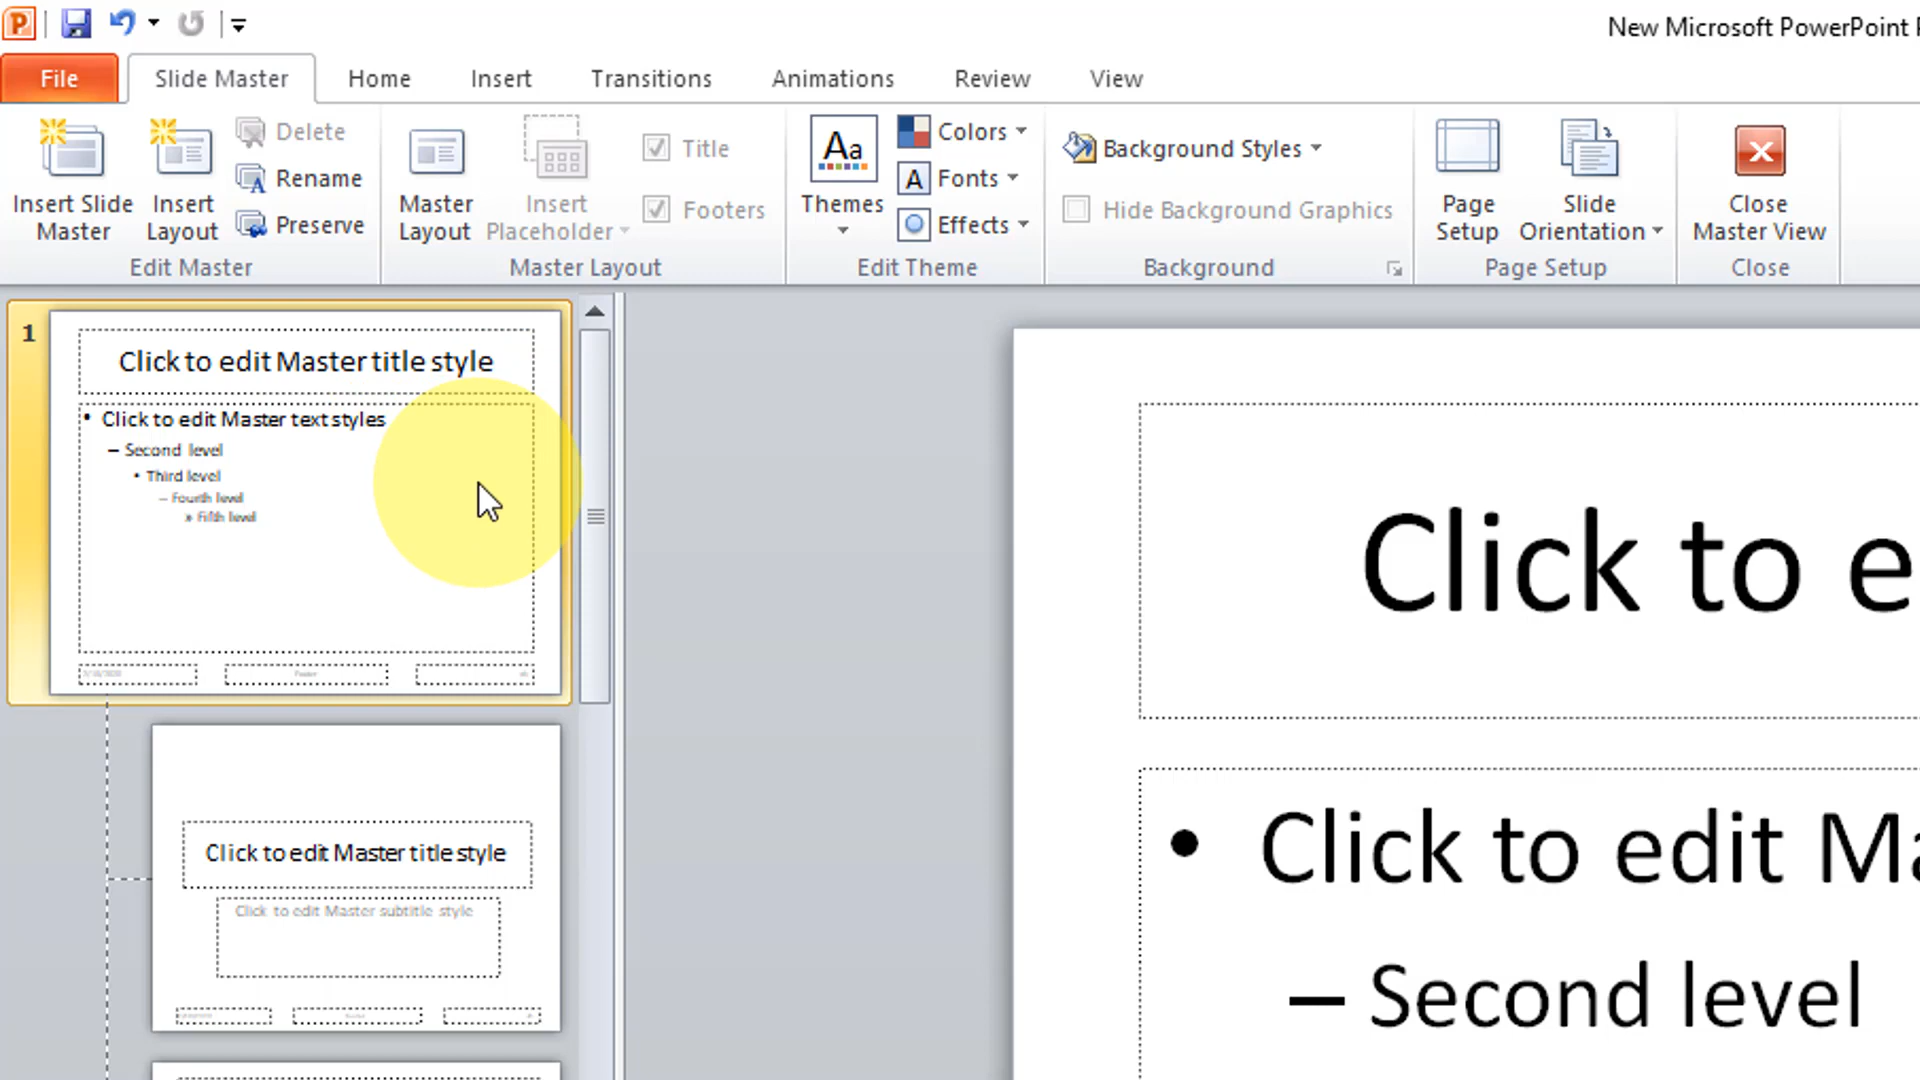 New Microsoft PowerPoint
File Slide Master Home Insert Transitions Animations Review View
Insert Slide Master
Insert Layout
Delete
Rename
Preserve
Edit Master
Master Layout
Insert Placeholder
Title
Footers
Master Layout
Aa
Themes
Colors
A Fonts
Effects
Edit Theme
Background Styles
Hide Background Graphics
Background
Page Setup
Slide Orientation
Page Setup
Close Master View
Close
1
Click to edit Master title style
• Click to edit Master text styles
– Second level
• Third level
– Fourth level
» Fifth level
Footer
Click to edit Master title style
Click to edit Master subtitle style
Click to e
• Click to edit Ma
– Second level